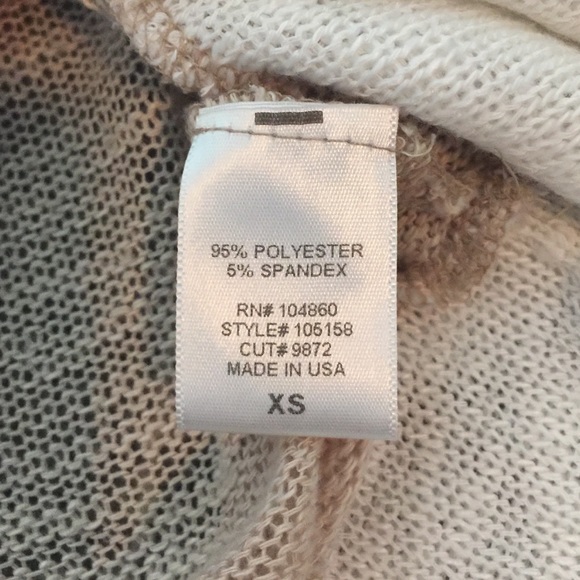 95% POLYESTER
5% SPANDEX
RN# 104860
STYLE# 105158
CUT# 9872
MADE IN USA
XS